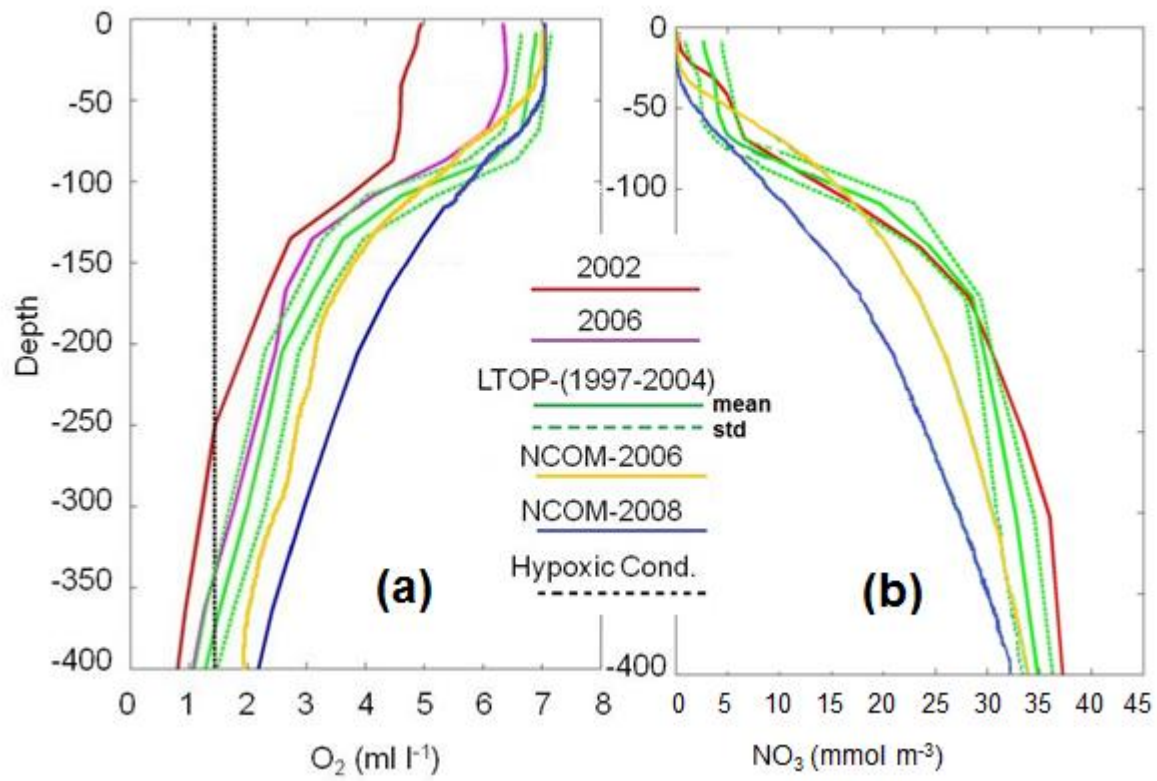 0
-50
-100
-150
-200
-250
-300
-350
-400
Depth
0 1 2 3 4 5 6 7 8
O₂ (ml l⁻¹)
(a)
2002
2006
LTOP-(1997-2004)
mean
std
NCOM-2006
NCOM-2008
Hypoxic Cond.
0
-50
-100
-400
(b)
0 5 10 15 20 25 30 35 40 45
NO₃ (mmol m⁻³)